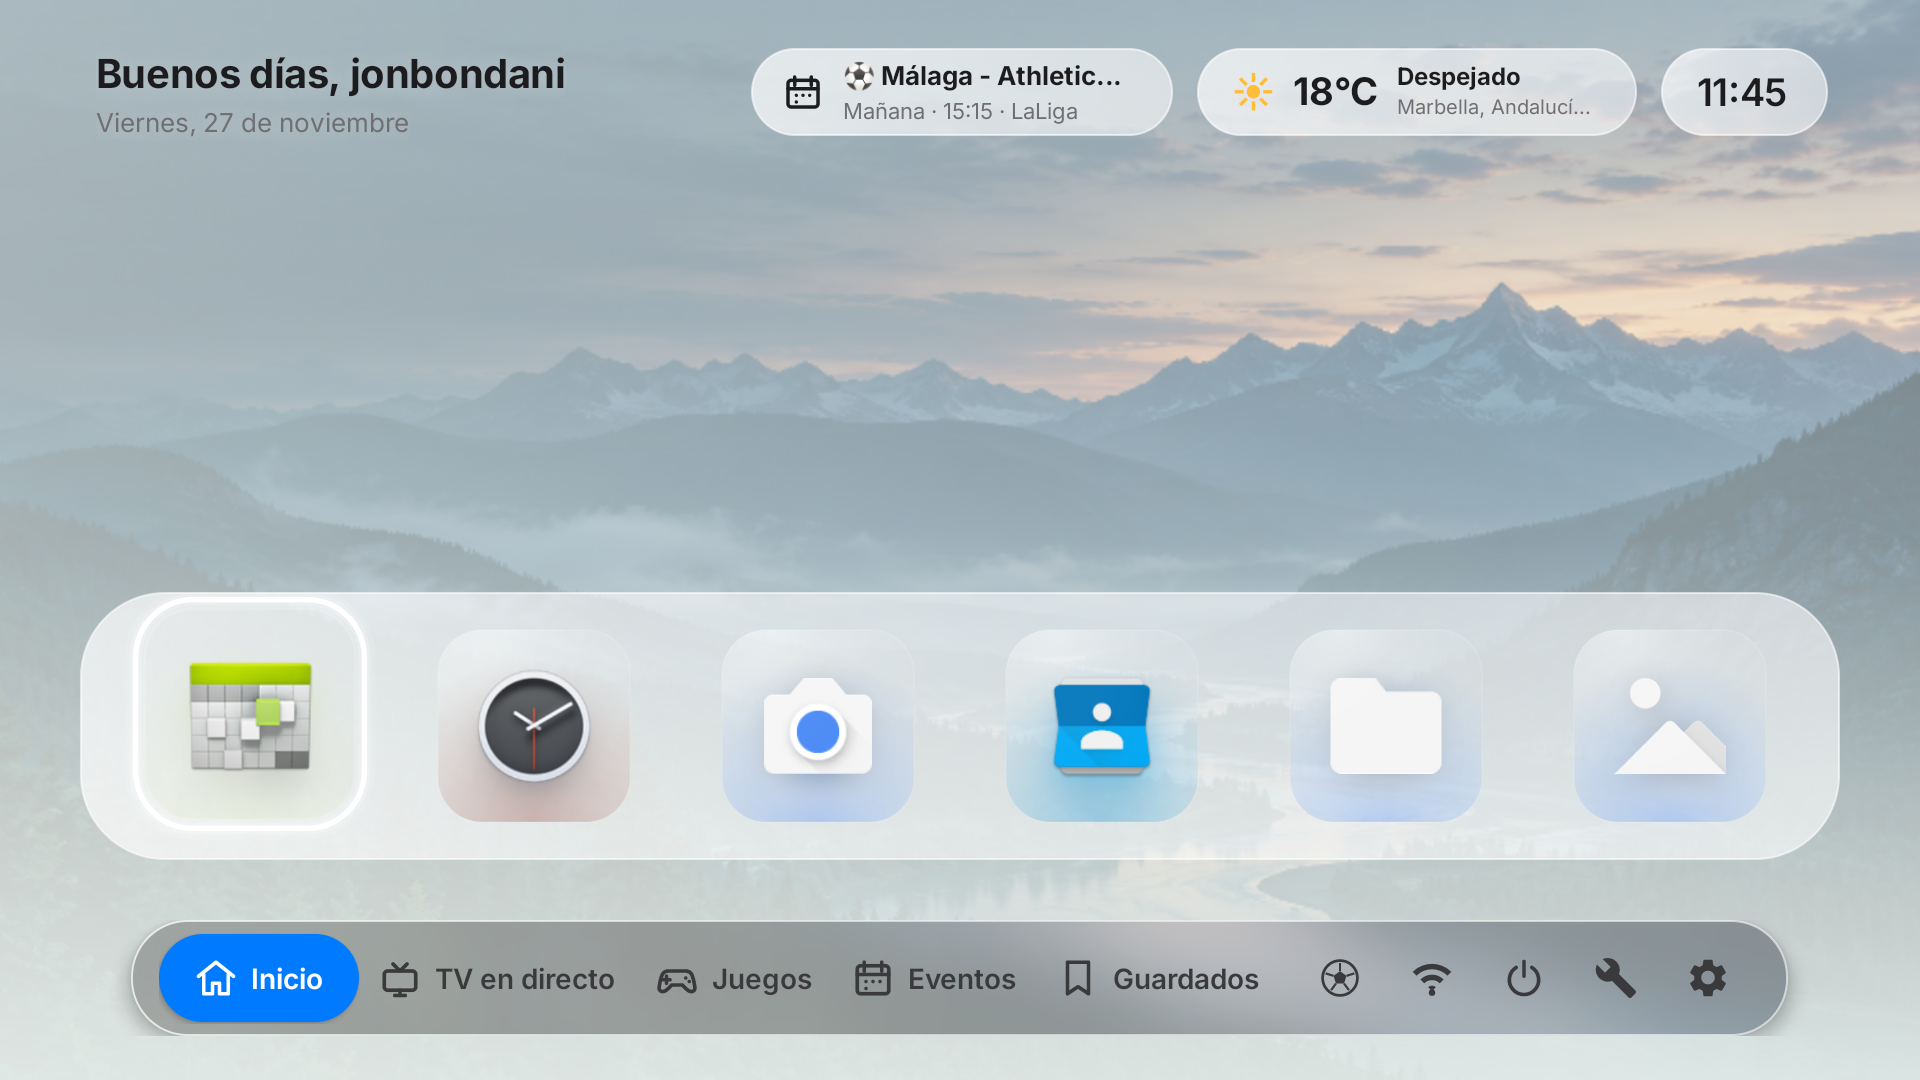 Buenos días, jonbondani
Viernes, 27 de noviembre
⚽ Málaga - Athletic...
Mañana · 15:15 · LaLiga
18°C
Despejado
Marbella, Andalucí...
11:45
Inicio
TV en directo
Juegos
Eventos
Guardados